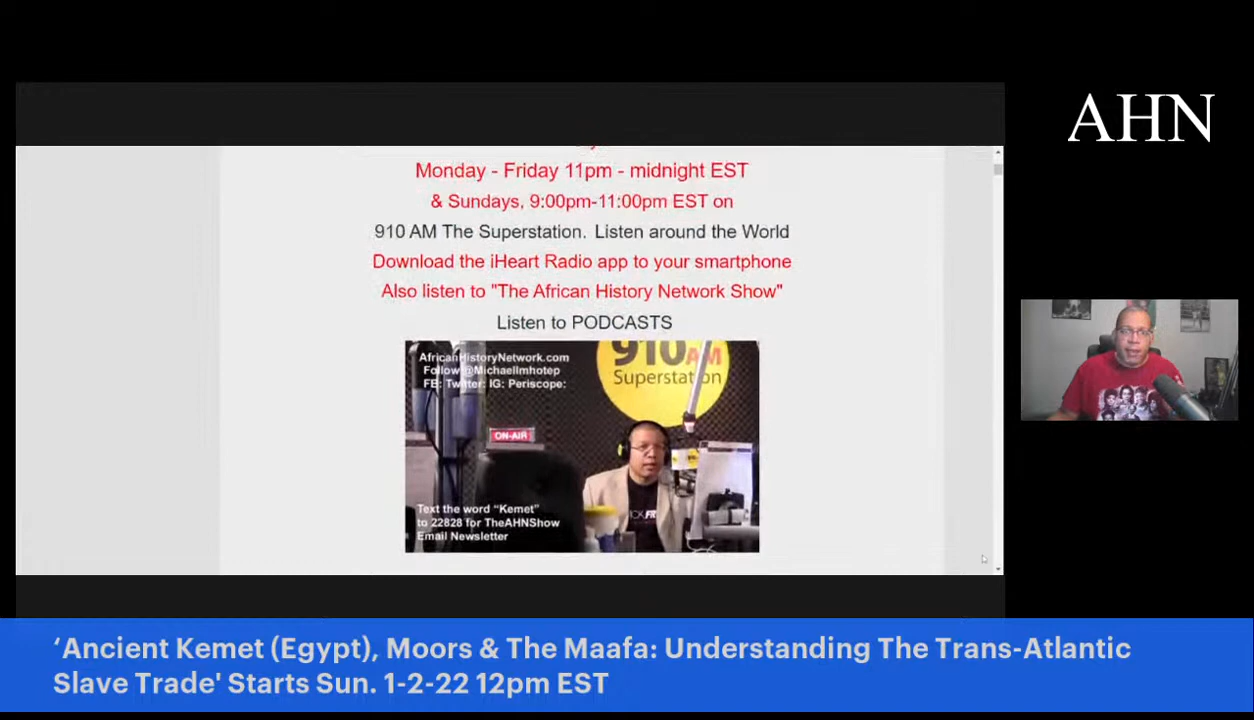 AHN
Monday - Friday 11pm - midnight EST
& Sundays, 9:00pm-11:00pm EST on
910 AM The Superstation. Listen around the World
Download the iHeart Radio app to your smartphone
Also listen to "The African History Network Show"
Listen to PODCASTS
AfricanHistoryNetwork.com
Follow @MichaelImhotep
FB: Twitter: IG: Periscope:
910 AM
Superstation
ON-AIR
Text the word “Kemet”
to 22828 for TheAHNShow
Email Newsletter
‘Ancient Kemet (Egypt), Moors & The Maafa: Understanding The Trans-Atlantic
Slave Trade' Starts Sun. 1-2-22 12pm EST